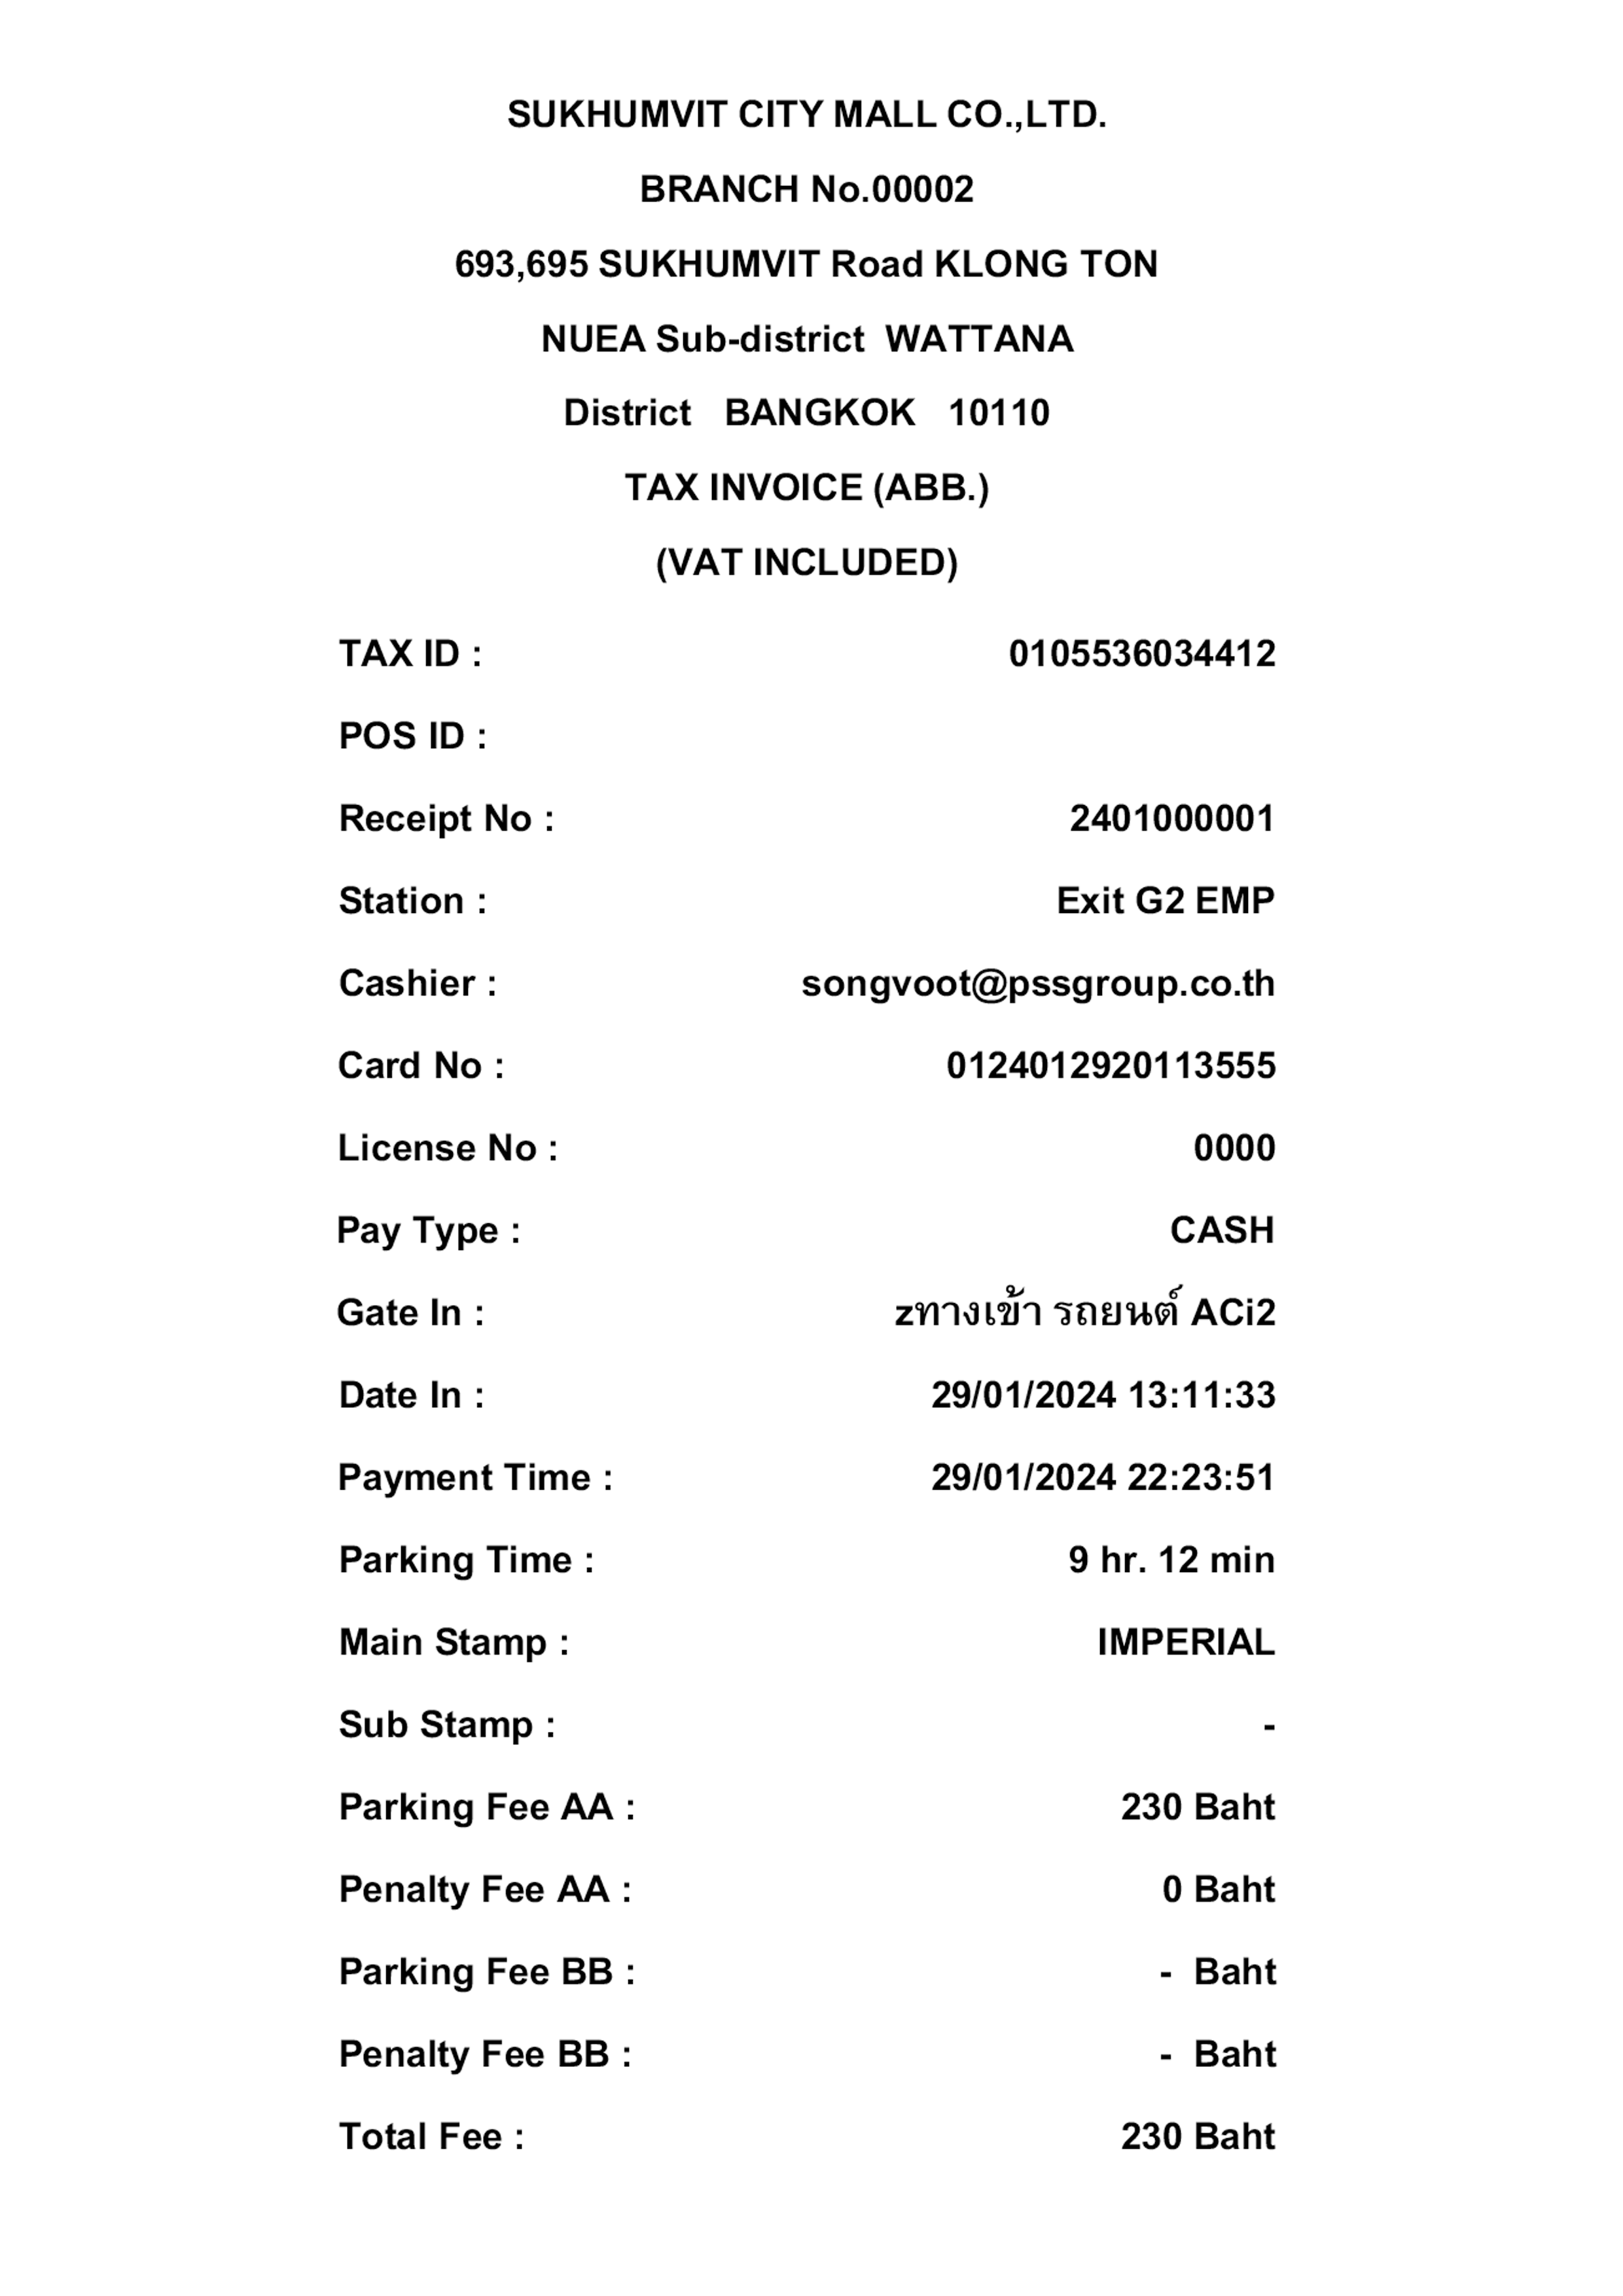 SUKHUMVIT CITY MALL CO.,LTD.
BRANCH No.00002
693,695 SUKHUMVIT Road KLONG TON
NUEA Sub-district WATTANA
District BANGKOK 10110
TAX INVOICE (ABB.)
(VAT INCLUDED)
TAX ID : 0105536034412
POS ID :
Receipt No : 2401000001
Station : Exit G2 EMP
Cashier : songvoot@pssgroup.co.th
Card No : 0124012920113555
License No : 0000
Pay Type : CASH
Gate In : zทางเข้า รถยนต์ ACi2
Date In : 29/01/2024 13:11:33
Payment Time : 29/01/2024 22:23:51
Parking Time : 9 hr. 12 min
Main Stamp : IMPERIAL
Sub Stamp : -
Parking Fee AA : 230 Baht
Penalty Fee AA : 0 Baht
Parking Fee BB : - Baht
Penalty Fee BB : - Baht
Total Fee : 230 Baht